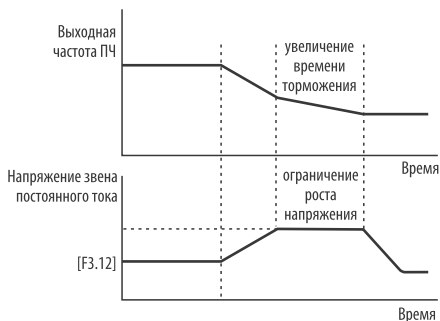 Выходная
частота ПЧ
увеличение
времени
торможения
Время
Напряжение звена
постоянного тока
ограничение
роста
напряжения
[F3.12]
Время